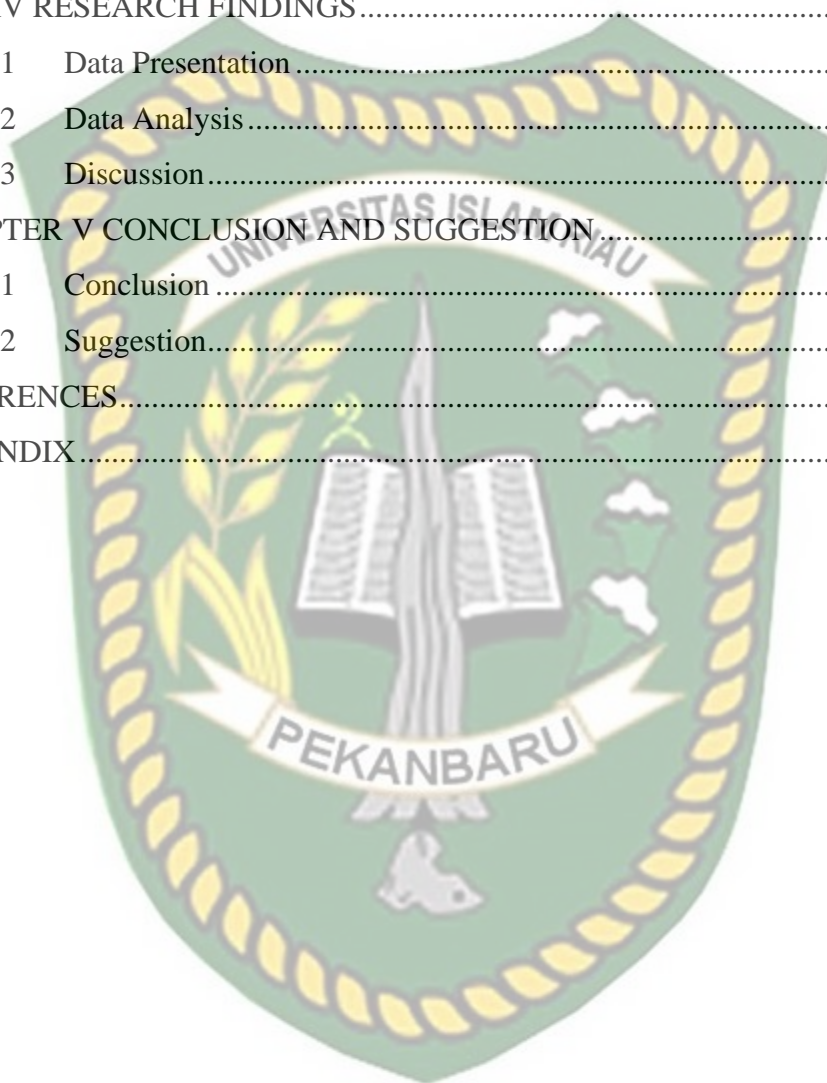 IV RESEARCH FINDINGS
1 Data Presentation
2 Data Analysis
3 Discussion
UNIVERSITAS ISLAM RIAU
PTER V CONCLUSION AND SUGGESTION
1 Conclusion
2 Suggestion
RENCES
NDIX
PEKANBARU